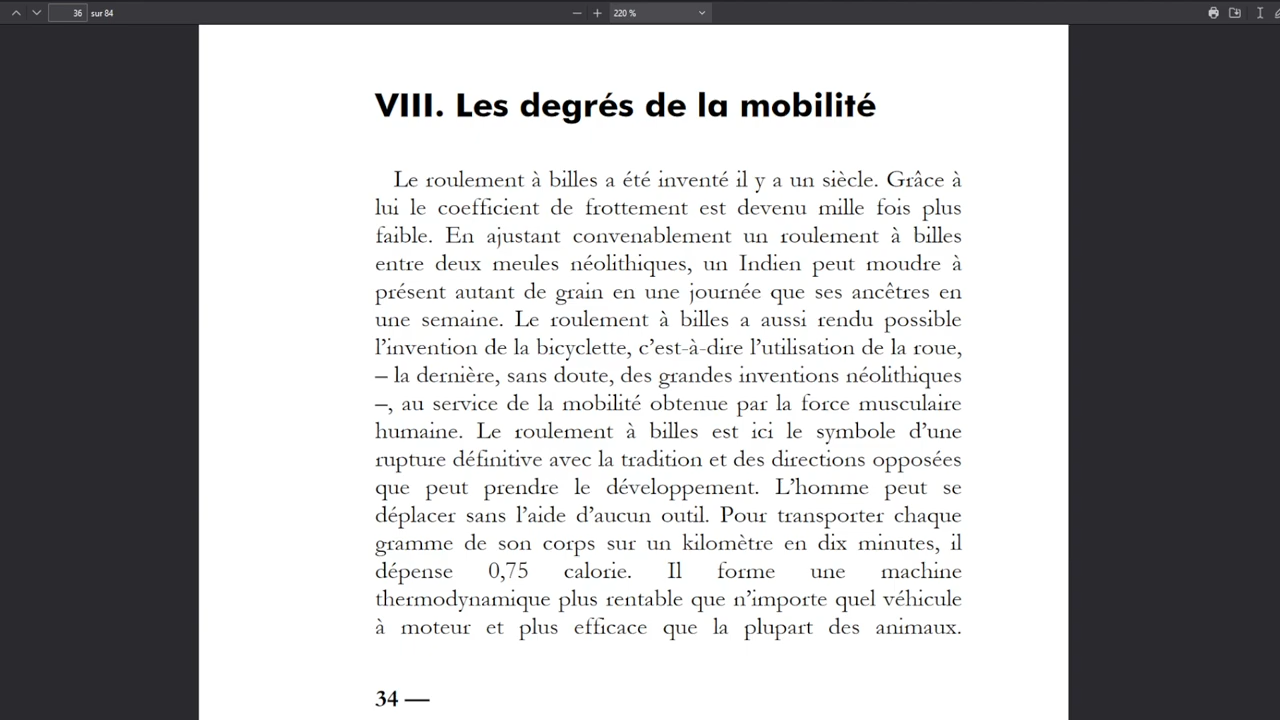 36 sur 84
220 %
VIII. Les degrés de la mobilité
Le roulement à billes a été inventé il y a un siècle. Grâce à
lui le coefficient de frottement est devenu mille fois plus
faible. En ajustant convenablement un roulement à billes
entre deux meules néolithiques, un Indien peut moudre à
présent autant de grain en une journée que ses ancêtres en
une semaine. Le roulement à billes a aussi rendu possible
l’invention de la bicyclette, c’est-à-dire l’utilisation de la roue,
– la dernière, sans doute, des grandes inventions néolithiques
–, au service de la mobilité obtenue par la force musculaire
humaine. Le roulement à billes est ici le symbole d’une
rupture définitive avec la tradition et des directions opposées
que peut prendre le développement. L’homme peut se
déplacer sans l’aide d’aucun outil. Pour transporter chaque
gramme de son corps sur un kilomètre en dix minutes, il
dépense 0,75 calorie. Il forme une machine
thermodynamique plus rentable que n’importe quel véhicule
à moteur et plus efficace que la plupart des animaux.
34 —